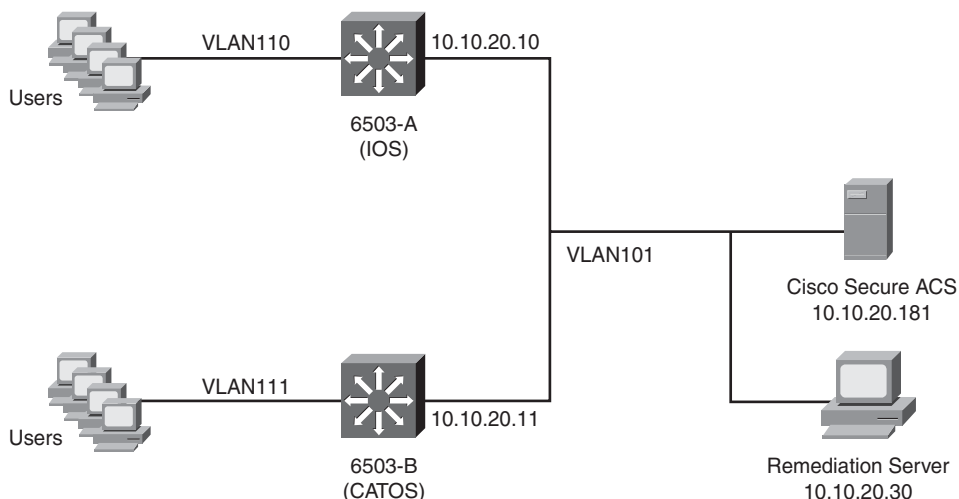 VLAN110
10.10.20.10
Users
6503-A
(IOS)
VLAN101
Cisco Secure ACS
10.10.20.181
VLAN111
10.10.20.11
Users
6503-B
(CATOS)
Remediation Server
10.10.20.30